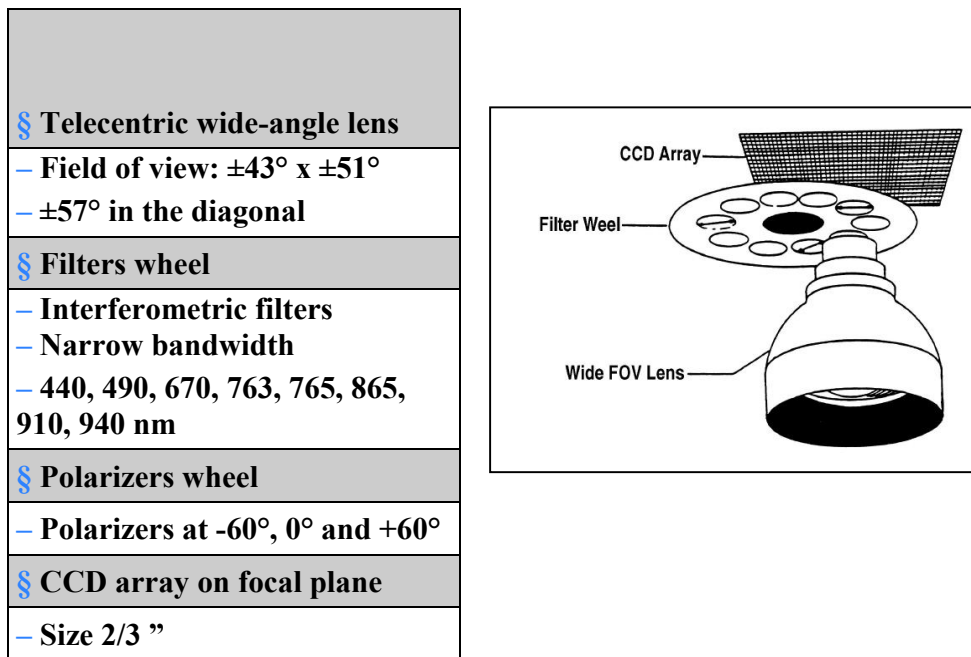 § Telecentric wide-angle lens
– Field of view: ±43° x ±51°
– ±57° in the diagonal
§ Filters wheel
– Interferometric filters
– Narrow bandwidth
– 440, 490, 670, 763, 765, 865,
910, 940 nm
§ Polarizers wheel
– Polarizers at -60°, 0° and +60°
§ CCD array on focal plane
– Size 2/3 ”
CCD Array
Filter Weel
Wide FOV Lens